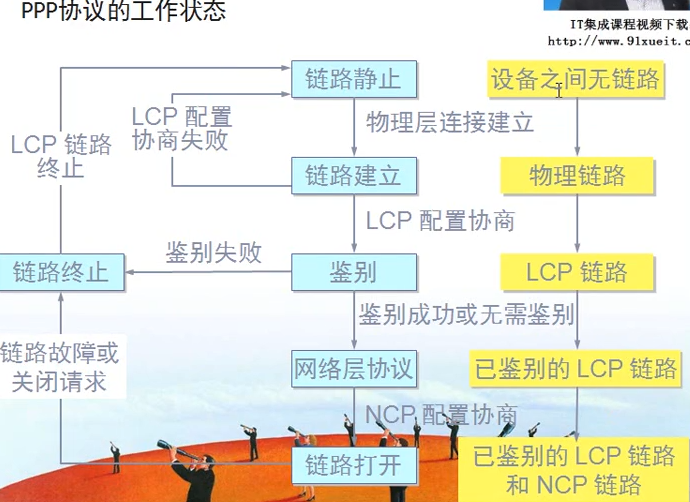 PPP协议的工作状态
IT集成课程视频下载
http://www.91xueit.c
链路静止
设备之间无链路
LCP 配置
协商失败
物理层连接建立
LCP 链路
终止
链路建立
物理链路
LCP 配置协商
鉴别失败
链路终止
鉴别
LCP 链路
鉴别成功或无需鉴别
链路故障或
关闭请求
网络层协议
已鉴别的 LCP 链路
NCP 配置协商
链路打开
已鉴别的 LCP 链路
和 NCP 链路